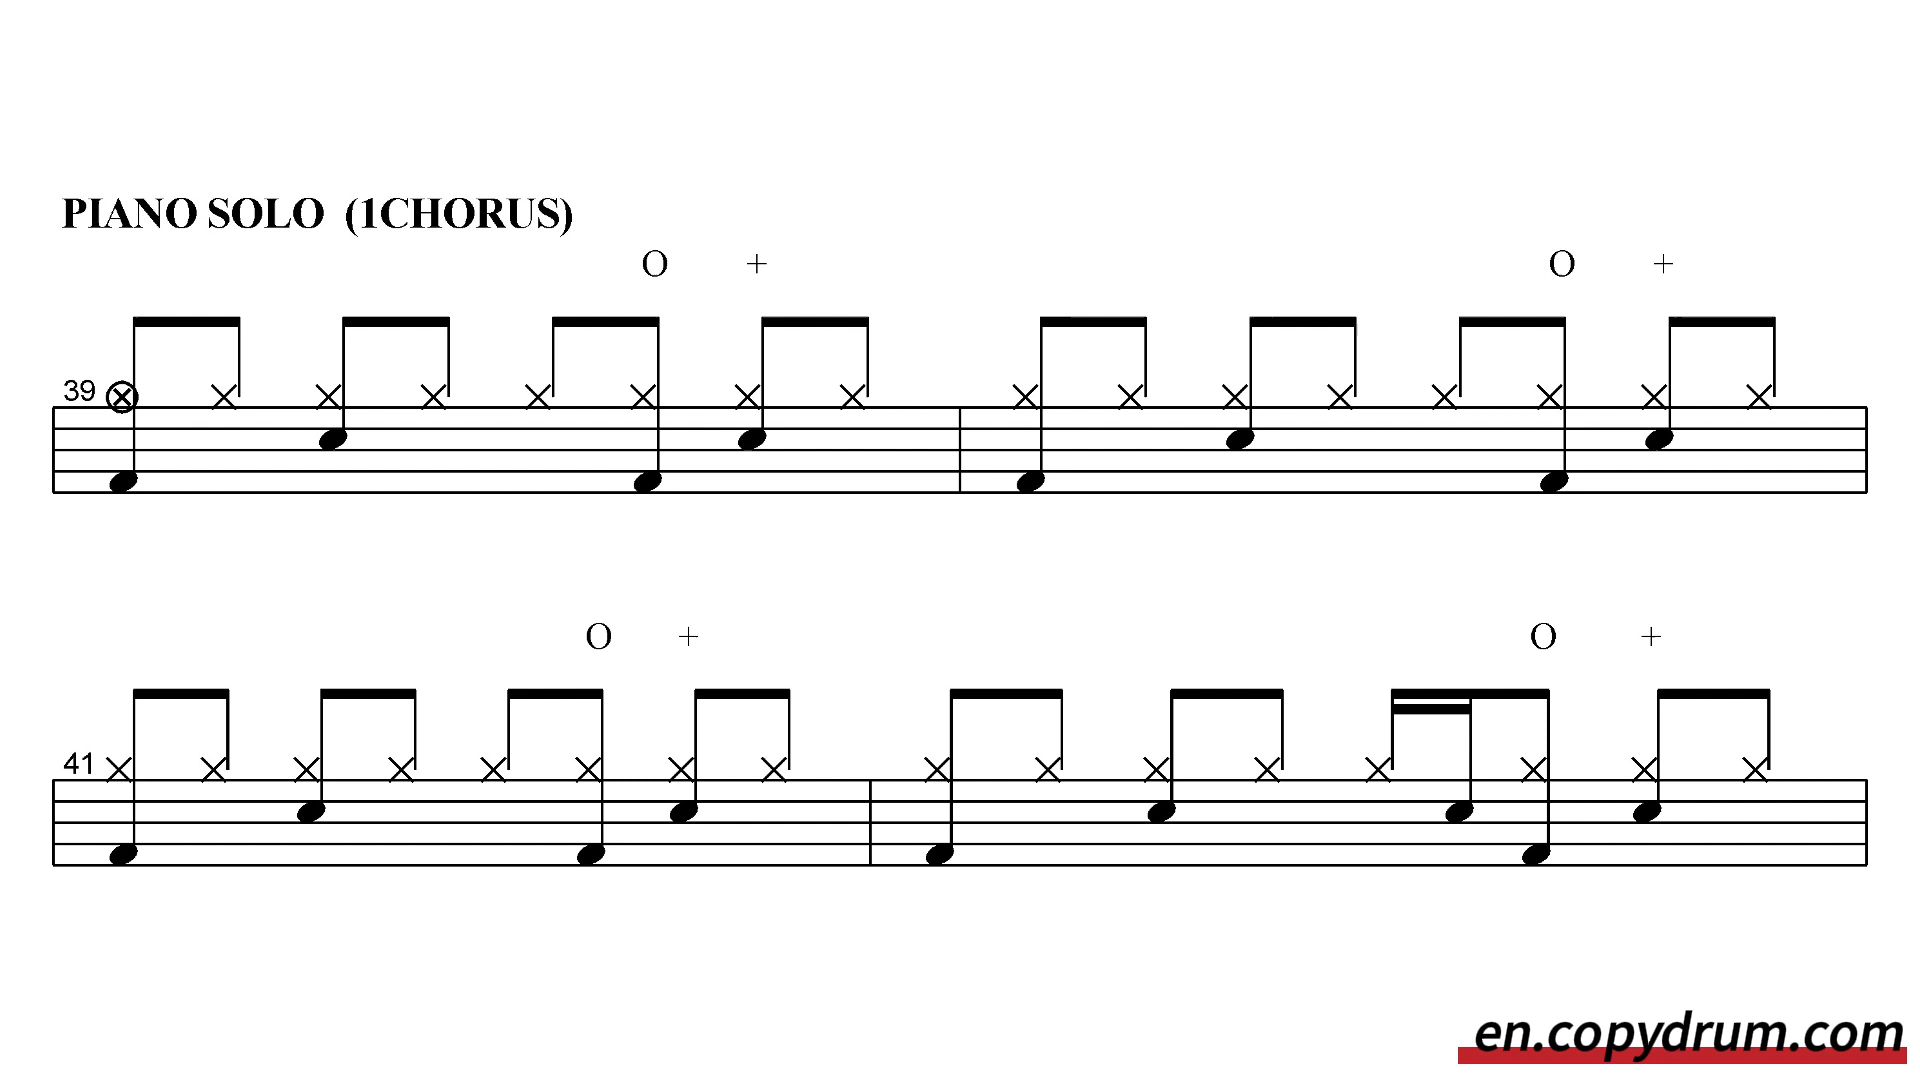 PIANO SOLO (1CHORUS)
O + O +
39
O + O +
41
en.copydrum.com